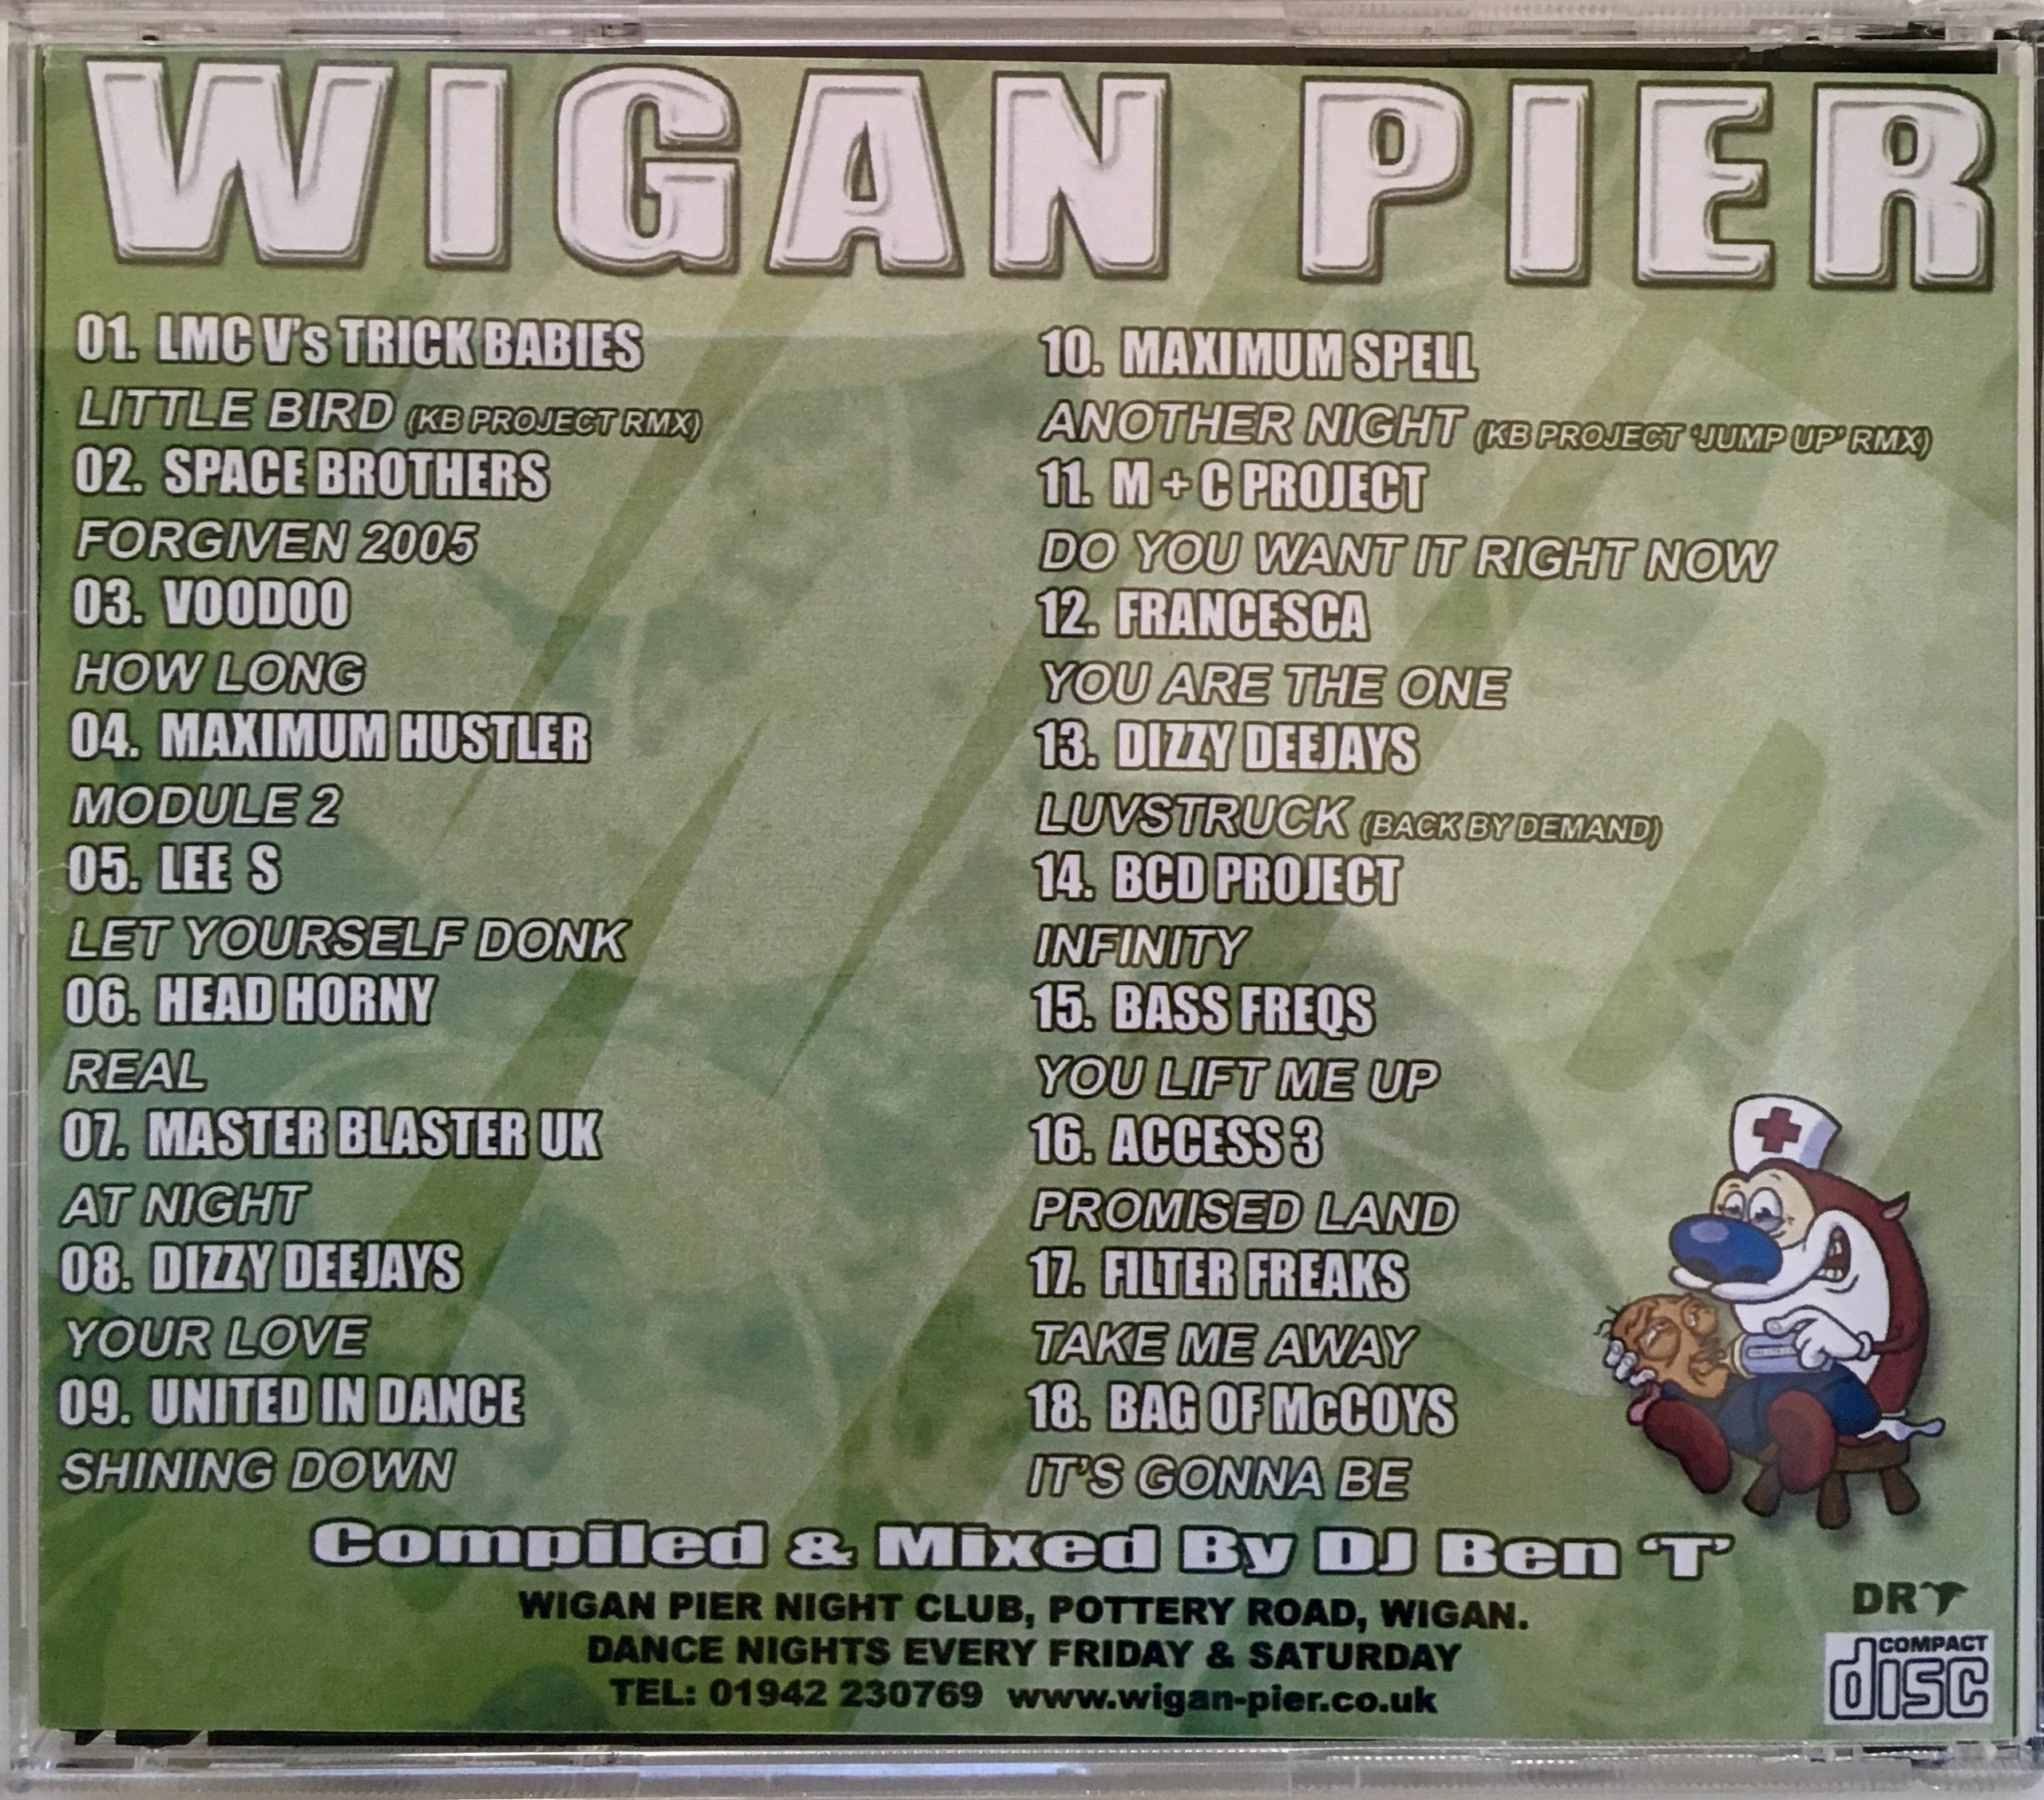 WIGAN PIER
01. LMC V's TRICK BABIES
LITTLE BIRD (KB PROJECT RMX)
02. SPACE BROTHERS
FORGIVEN 2005
03. VOODOO
HOW LONG
04. MAXIMUM HUSTLER
MODULE 2
05. LEE S
LET YOURSELF DONK
06. HEAD HORNY
REAL
07. MASTER BLASTER UK
AT NIGHT
08. DIZZY DEEJAYS
YOUR LOVE
09. UNITED IN DANCE
SHINING DOWN
10. MAXIMUM SPELL
ANOTHER NIGHT (KB PROJECT 'JUMP UP' RMX)
11. M + C PROJECT
DO YOU WANT IT RIGHT NOW
12. FRANCESCA
YOU ARE THE ONE
13. DIZZY DEEJAYS
LUVSTRUCK (BACK BY DEMAND)
14. BCD PROJECT
INFINITY
15. BASS FREQS
YOU LIFT ME UP
16. ACCESS 3
PROMISED LAND
17. FILTER FREAKS
TAKE ME AWAY
18. BAG OF McCOYS
IT'S GONNA BE
Compiled & Mixed By DJ Ben 'T'
WIGAN PIER NIGHT CLUB, POTTERY ROAD, WIGAN.
DANCE NIGHTS EVERY FRIDAY & SATURDAY
TEL: 01942 230769 www.wigan-pier.co.uk
DR
COMPACT
disc